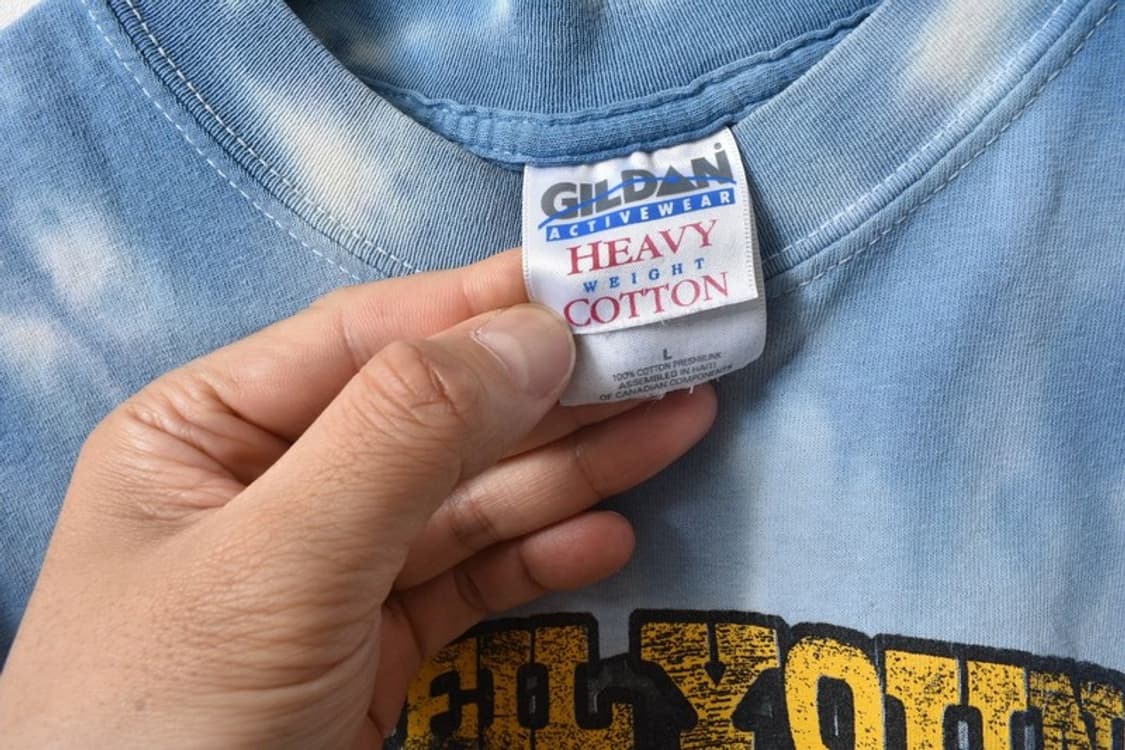 GILDAN
ACTIVEWEAR
HEAVY
WEIGHT
COTTON
L
100% COTTON PRESHRUNK
ASSEMBLED IN HAITI
OF CANADIAN COMPONENTS